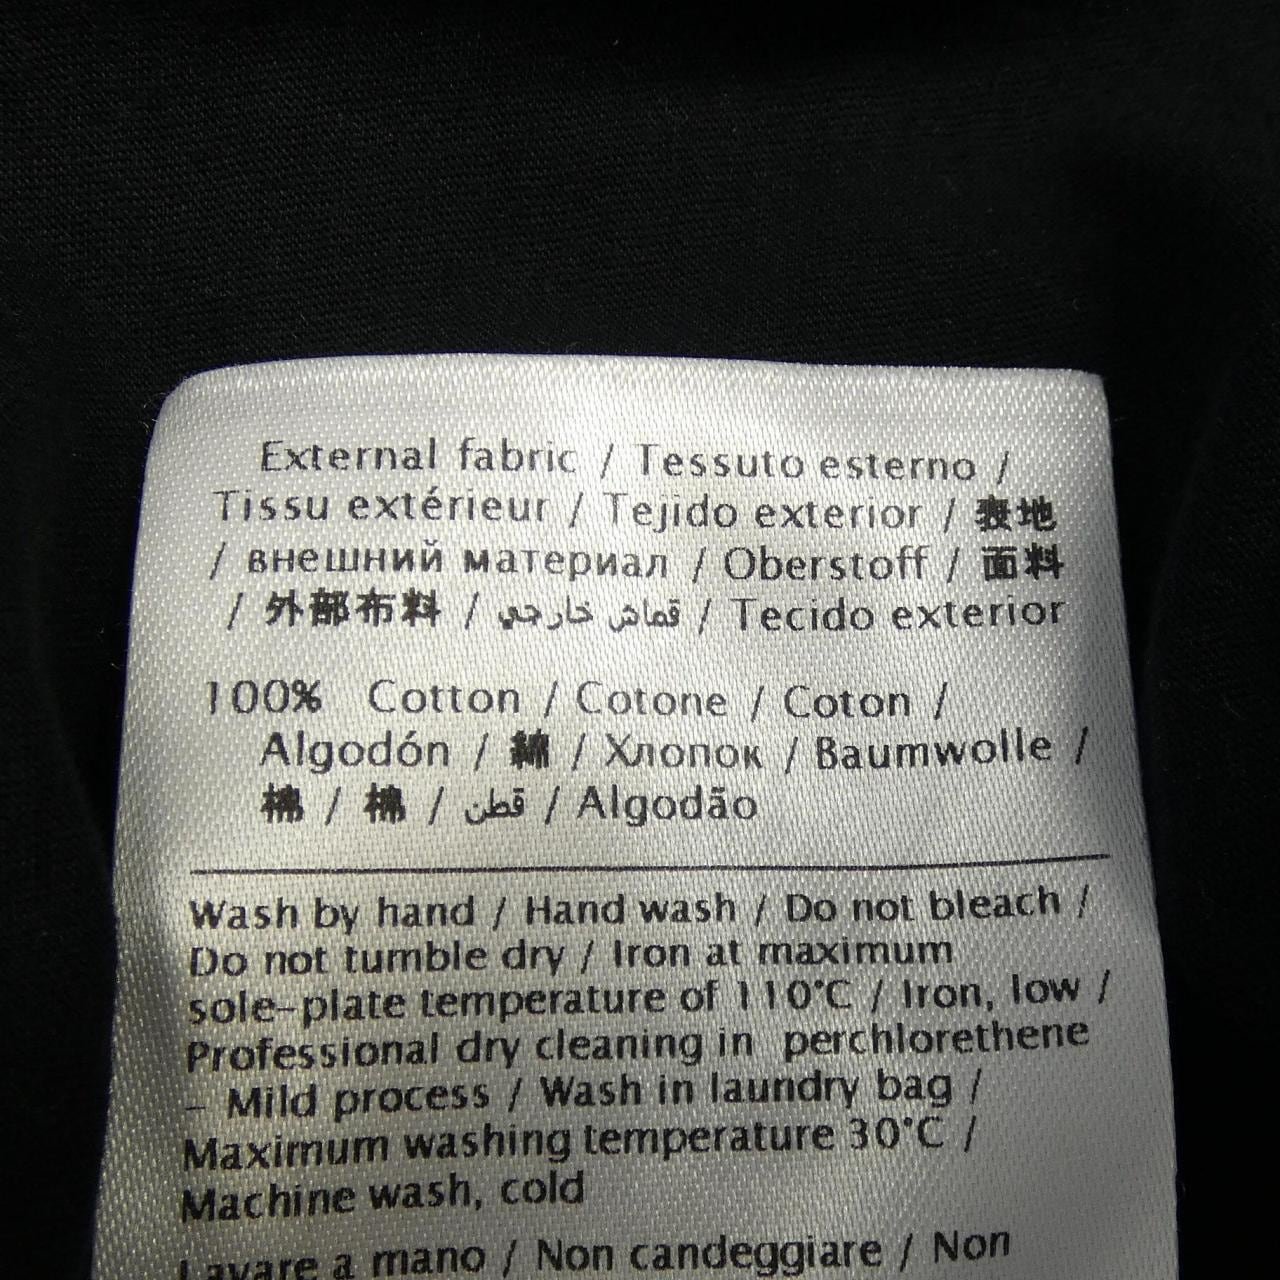 External fabric / Tessuto esterno /
Tissu extérieur / Tejido exterior / 表地
/ внешний материал / Oberstoff / 面料
/ 外部布料 / قماش خارجي / Tecido exterior
100% Cotton / Cotone / Coton /
Algodón / 綿 / Хлопок / Baumwolle /
棉 / 棉 / قطن / Algodão
Wash by hand / Hand wash / Do not bleach /
Do not tumble dry / Iron at maximum
sole-plate temperature of 110°C / Iron, low /
Professional dry cleaning in perchlorethene
– Mild process / Wash in laundry bag /
Maximum washing temperature 30°C /
Machine wash, cold
Lavare a mano / Non candeggiare / Non